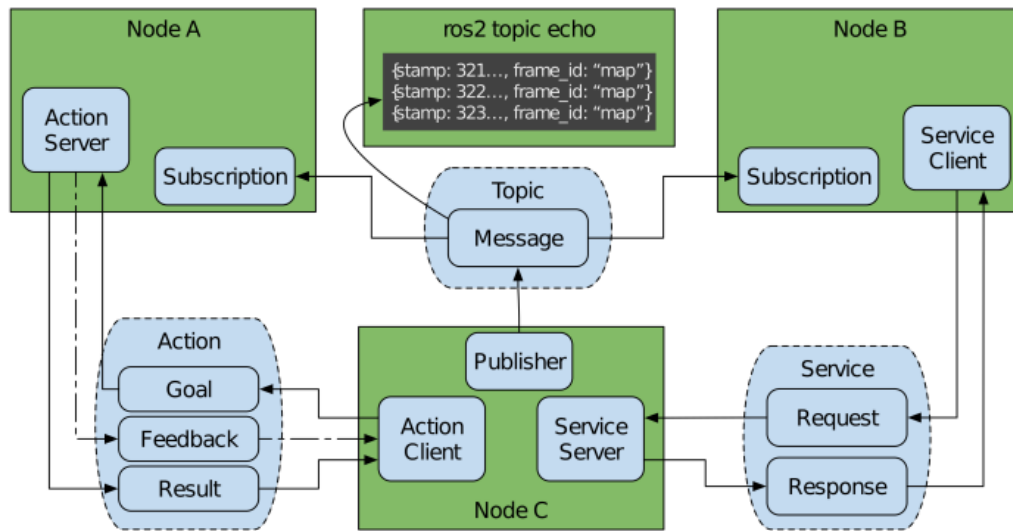 Node A
ros2 topic echo
Node B
{stamp: 321..., frame_id: “map”}
{stamp: 322..., frame_id: “map”}
{stamp: 323..., frame_id: “map”}
Action
Server
Subscription
Service
Client
Subscription
Topic
Message
Action
Goal
Feedback
Result
Publisher
Action
Client
Service
Server
Node C
Service
Request
Response